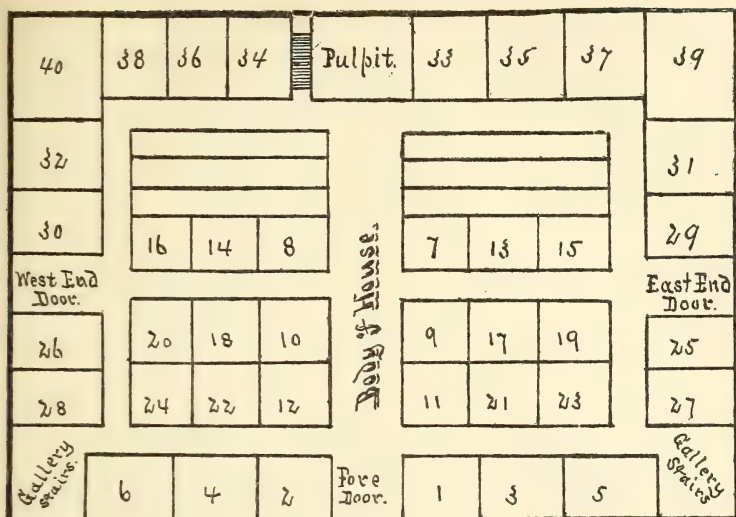 40 38 36 34 Pulpit. 33 35 37 39
32 31
30 29
16 14 8 7 13 15
Body of House.
West End
Door.
East End
Door.
26 20 18 10 9 17 19 25
28 24 22 12 11 21 23 27
Gallery
stairs.
6 4 2
Fore
Door.
1 3 5
Gallery
stairs